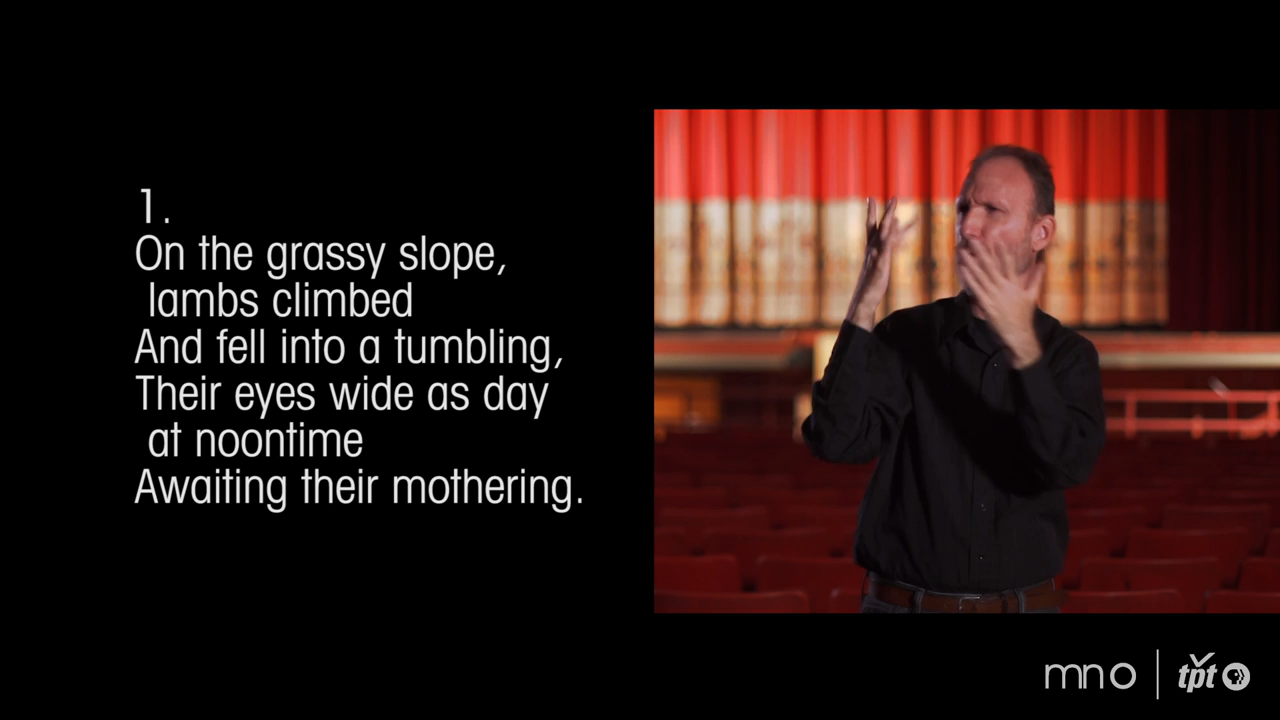 1.
On the grassy slope,
lambs climbed
And fell into a tumbling,
Their eyes wide as day
at noontime
Awaiting their mothering.
mno
tpt